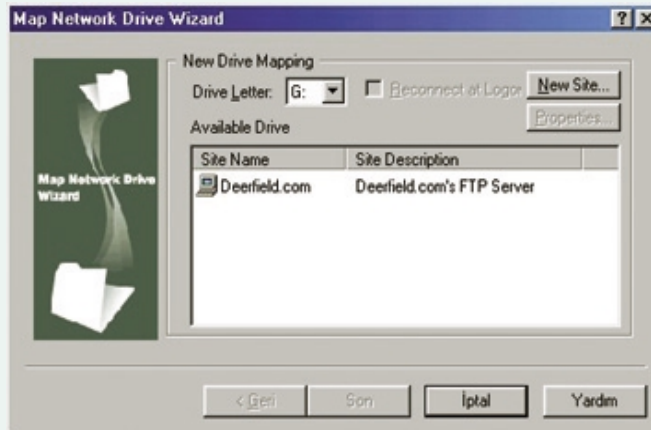 Map Network Drive Wizard
New Drive Mapping
Drive Letter: G: Reconnect at Logon New Site...
Properties...
Available Drive
Map Network Drive
Wizard
Site Name Site Description
Deerfield.com Deerfield.com's FTP Server
< Geri Son İptal Yardım